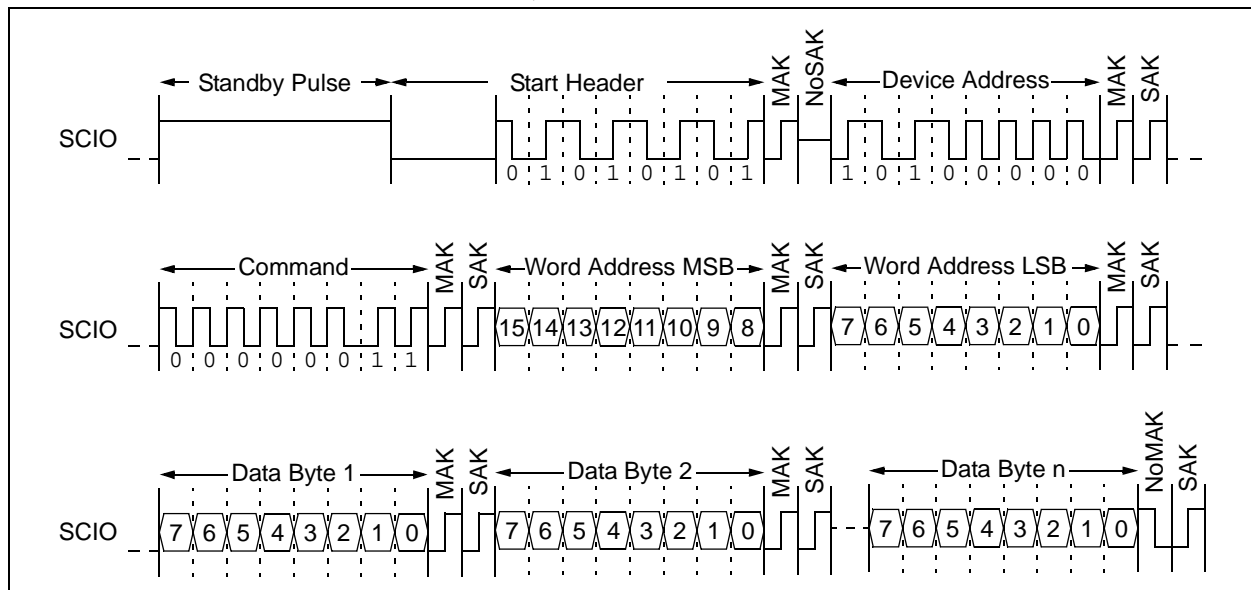 Standby Pulse Start Header MAK NoSAK Device Address MAK SAK
SCIO
0 1 0 1 0 1 0 1 1 0 1 0 0 0 0 0
Command MAK SAK Word Address MSB MAK SAK Word Address LSB MAK SAK
SCIO 15 14 13 12 11 10 9 8 7 6 5 4 3 2 1 0
0 0 0 0 0 0 1 1
Data Byte 1 MAK SAK Data Byte 2 MAK SAK Data Byte n NoMAK SAK
SCIO 7 6 5 4 3 2 1 0 7 6 5 4 3 2 1 0 7 6 5 4 3 2 1 0